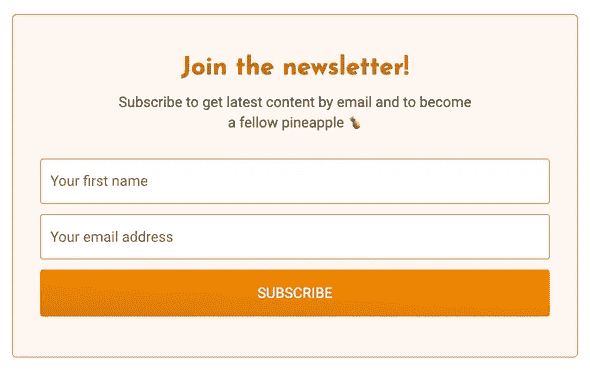 Join the newsletter!
Subscribe to get latest content by email and to become
a fellow pineapple 🍍
Your first name
Your email address
SUBSCRIBE